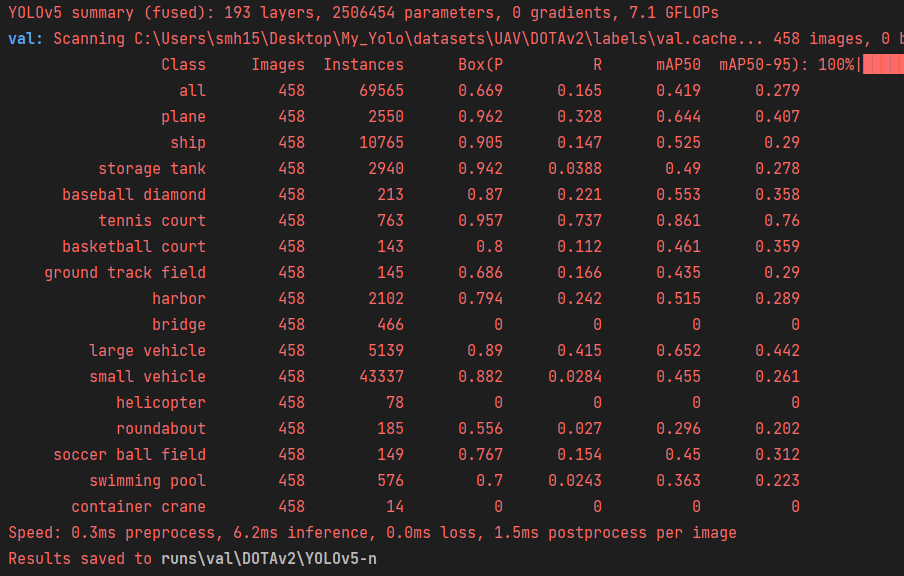 YOLOv5 summary (fused): 193 layers, 2506454 parameters, 0 gradients, 7.1 GFLOPs
val: Scanning C:\Users\smh15\Desktop\My_Yolo\datasets\UAV\DOTAv2\labels\val.cache... 458 images, 0 b
Class Images Instances Box(P R mAP50 mAP50-95): 100%|
all 458 69565 0.669 0.165 0.419 0.279
plane 458 2550 0.962 0.328 0.644 0.407
ship 458 10765 0.905 0.147 0.525 0.29
storage tank 458 2940 0.942 0.0388 0.49 0.278
baseball diamond 458 213 0.87 0.221 0.553 0.358
tennis court 458 763 0.957 0.737 0.861 0.76
basketball court 458 143 0.8 0.112 0.461 0.359
ground track field 458 145 0.686 0.166 0.435 0.29
harbor 458 2102 0.794 0.242 0.515 0.289
bridge 458 466 0 0 0 0
large vehicle 458 5139 0.89 0.415 0.652 0.442
small vehicle 458 43337 0.882 0.0284 0.455 0.261
helicopter 458 78 0 0 0 0
roundabout 458 185 0.556 0.027 0.296 0.202
soccer ball field 458 149 0.767 0.154 0.45 0.312
swimming pool 458 576 0.7 0.0243 0.363 0.223
container crane 458 14 0 0 0 0
Speed: 0.3ms preprocess, 6.2ms inference, 0.0ms loss, 1.5ms postprocess per image
Results saved to runs\val\DOTAv2\YOLOv5-n